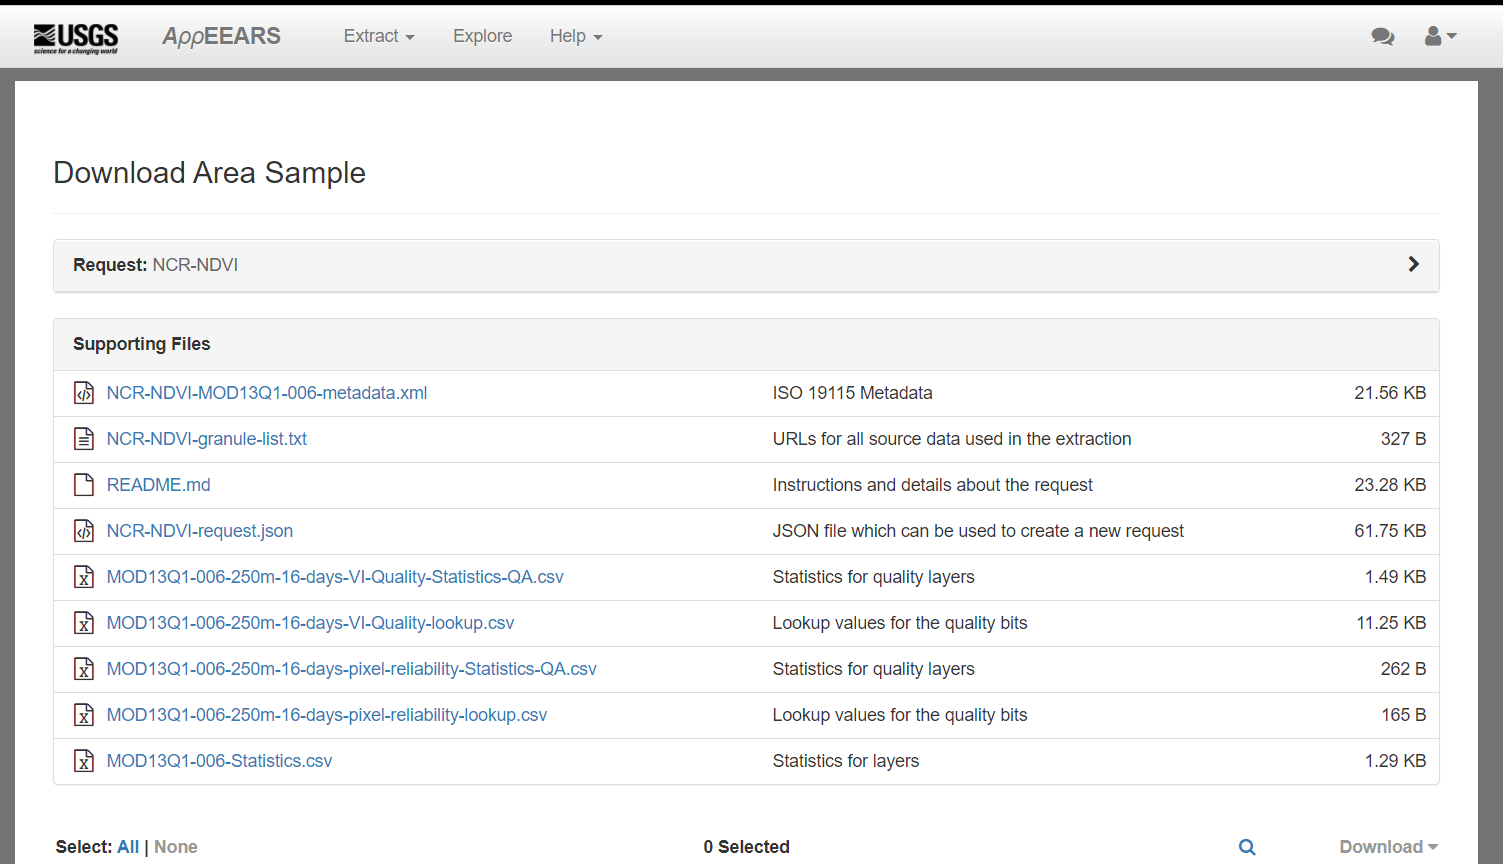 USGS
science for a changing world
AppEEARS
Extract
Explore
Help
Download Area Sample
Request: NCR-NDVI
Supporting Files
NCR-NDVI-MOD13Q1-006-metadata.xml ISO 19115 Metadata 21.56 KB
NCR-NDVI-granule-list.txt URLs for all source data used in the extraction 327 B
README.md Instructions and details about the request 23.28 KB
NCR-NDVI-request.json JSON file which can be used to create a new request 61.75 KB
MOD13Q1-006-250m-16-days-VI-Quality-Statistics-QA.csv Statistics for quality layers 1.49 KB
MOD13Q1-006-250m-16-days-VI-Quality-lookup.csv Lookup values for the quality bits 11.25 KB
MOD13Q1-006-250m-16-days-pixel-reliability-Statistics-QA.csv Statistics for quality layers 262 B
MOD13Q1-006-250m-16-days-pixel-reliability-lookup.csv Lookup values for the quality bits 165 B
MOD13Q1-006-Statistics.csv Statistics for layers 1.29 KB
Select: All | None 0 Selected Download